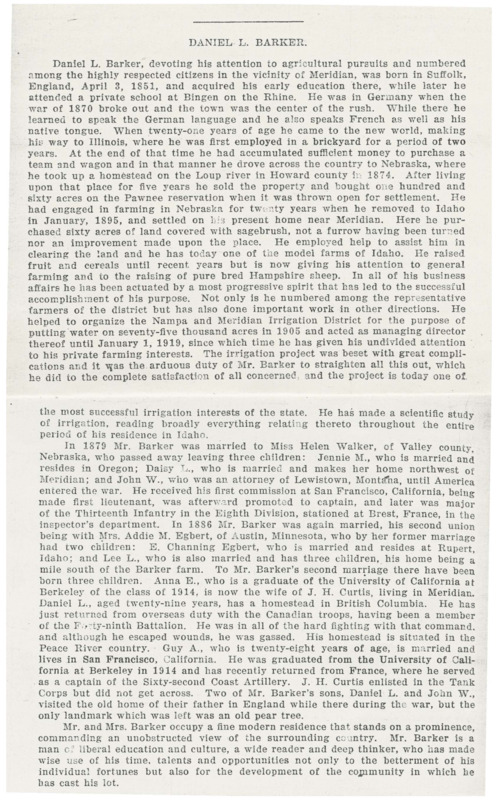 DANIEL L. BARKER.
Daniel L. Barker, devoting his attention to agricultural pursuits and numbered
among the highly respected citizens in the vicinity of Meridian, was born in Suffolk,
England, April 3, 1851, and acquired his early education there, while later he
attended a private school at Bingen on the Rhine. He was in Germany when the
war of 1870 broke out and the town was the center of the rush. While there he
learned to speak the German language and he also speaks French as well as his
native tongue. When twenty-one years of age he came to the new world, making
his way to Illinois, where he was first employed in a brickyard for a period of two
years. At the end of that time he had accumulated sufficient money to purchase a
team and wagon and in that manner he drove across the country to Nebraska, where
he took up a homestead on the Loup river in Howard county in 1874. After living
upon that place for five years he sold the property and bought one hundred and
sixty acres on the Pawnee reservation when it was thrown open for settlement. He
had engaged in farming in Nebraska for twenty years when he removed to Idaho
in January, 1895, and settled on his present home near Meridian. Here he pur-
chased sixty acres of land covered with sagebrush, not a furrow having been turned
nor an improvement made upon the place. He employed help to assist him in
clearing the land and he has today one of the model farms of Idaho. He raised
fruit and cereals until recent years but is now giving his attention to general
farming and to the raising of pure bred Hampshire sheep. In all of his business
affairs he has been actuated by a most progressive spirit that has led to the successful
accomplishment of his purpose. Not only is he numbered among the representative
farmers of the district but has also done important work in other directions. He
helped to organize the Nampa and Meridian Irrigation District for the purpose of
putting water on seventy-five thousand acres in 1905 and acted as managing director
thereof until January 1, 1919, since which time he has given his undivided attention
to his private farming interests. The irrigation project was beset with great compli-
cations and it was the arduous duty of Mr. Barker to straighten all this out, which
he did to the complete satisfaction of all concerned, and the project is today one of
the most successful irrigation interests of the state. He has made a scientific study
of irrigation, reading broadly everything relating thereto throughout the entire
period of his residence in Idaho.
In 1879 Mr. Barker was married to Miss Helen Walker, of Valley county,
Nebraska, who passed away leaving three children: Jennie M., who is married and
resides in Oregon; Daisy L., who is married and makes her home northwest of
Meridian; and John W., who was an attorney of Lewistown, Montana, until America
entered the war. He received his first commission at San Francisco, California, being
made first lieutenant, was afterward promoted to captain, and later was major
of the Thirteenth Infantry in the Eighth Division, stationed at Brest, France, in the
inspector's department. In 1886 Mr. Barker was again married, his second union
being with Mrs. Addie M. Egbert, of Austin, Minnesota, who by her former marriage
had two children: E. Channing Egbert, who is married and resides at Rupert,
Idaho; and Lee L., who is also married and has three children, his home being a
mile south of the Barker farm. To Mr. Barker's second marriage there have been
born three children. Anna E., who is a graduate of the University of California at
Berkeley of the class of 1914, is now the wife of J. H. Curtis, living in Meridian.
Daniel L., aged twenty-nine years, has a homestead in British Columbia. He has
just returned from overseas duty with the Canadian troops, having been a member
of the Forty-ninth Battalion. He was in all of the hard fighting with that command,
and although he escaped wounds, he was gassed. His homestead is situated in the
Peace River country. Guy A., who is twenty-eight years of age, is married and
lives in San Francisco, California. He was graduated from the University of Cali-
fornia at Berkeley in 1914 and has recently returned from France, where he served
as a captain of the Sixty-second Coast Artillery. J. H. Curtis enlisted in the Tank
Corps but did not get across. Two of Mr. Barker's sons, Daniel L. and John W.,
visited the old home of their father in England while there during the war, but the
only landmark which was left was an old pear tree.
Mr. and Mrs. Barker occupy a fine modern residence that stands on a prominence,
commanding an unobstructed view of the surrounding country. Mr. Barker is a
man of liberal education and culture, a wide reader and deep thinker, who has made
wise use of his time, talents and opportunities not only to the betterment of his
individual fortunes but also for the development of the community in which he
has cast his lot.